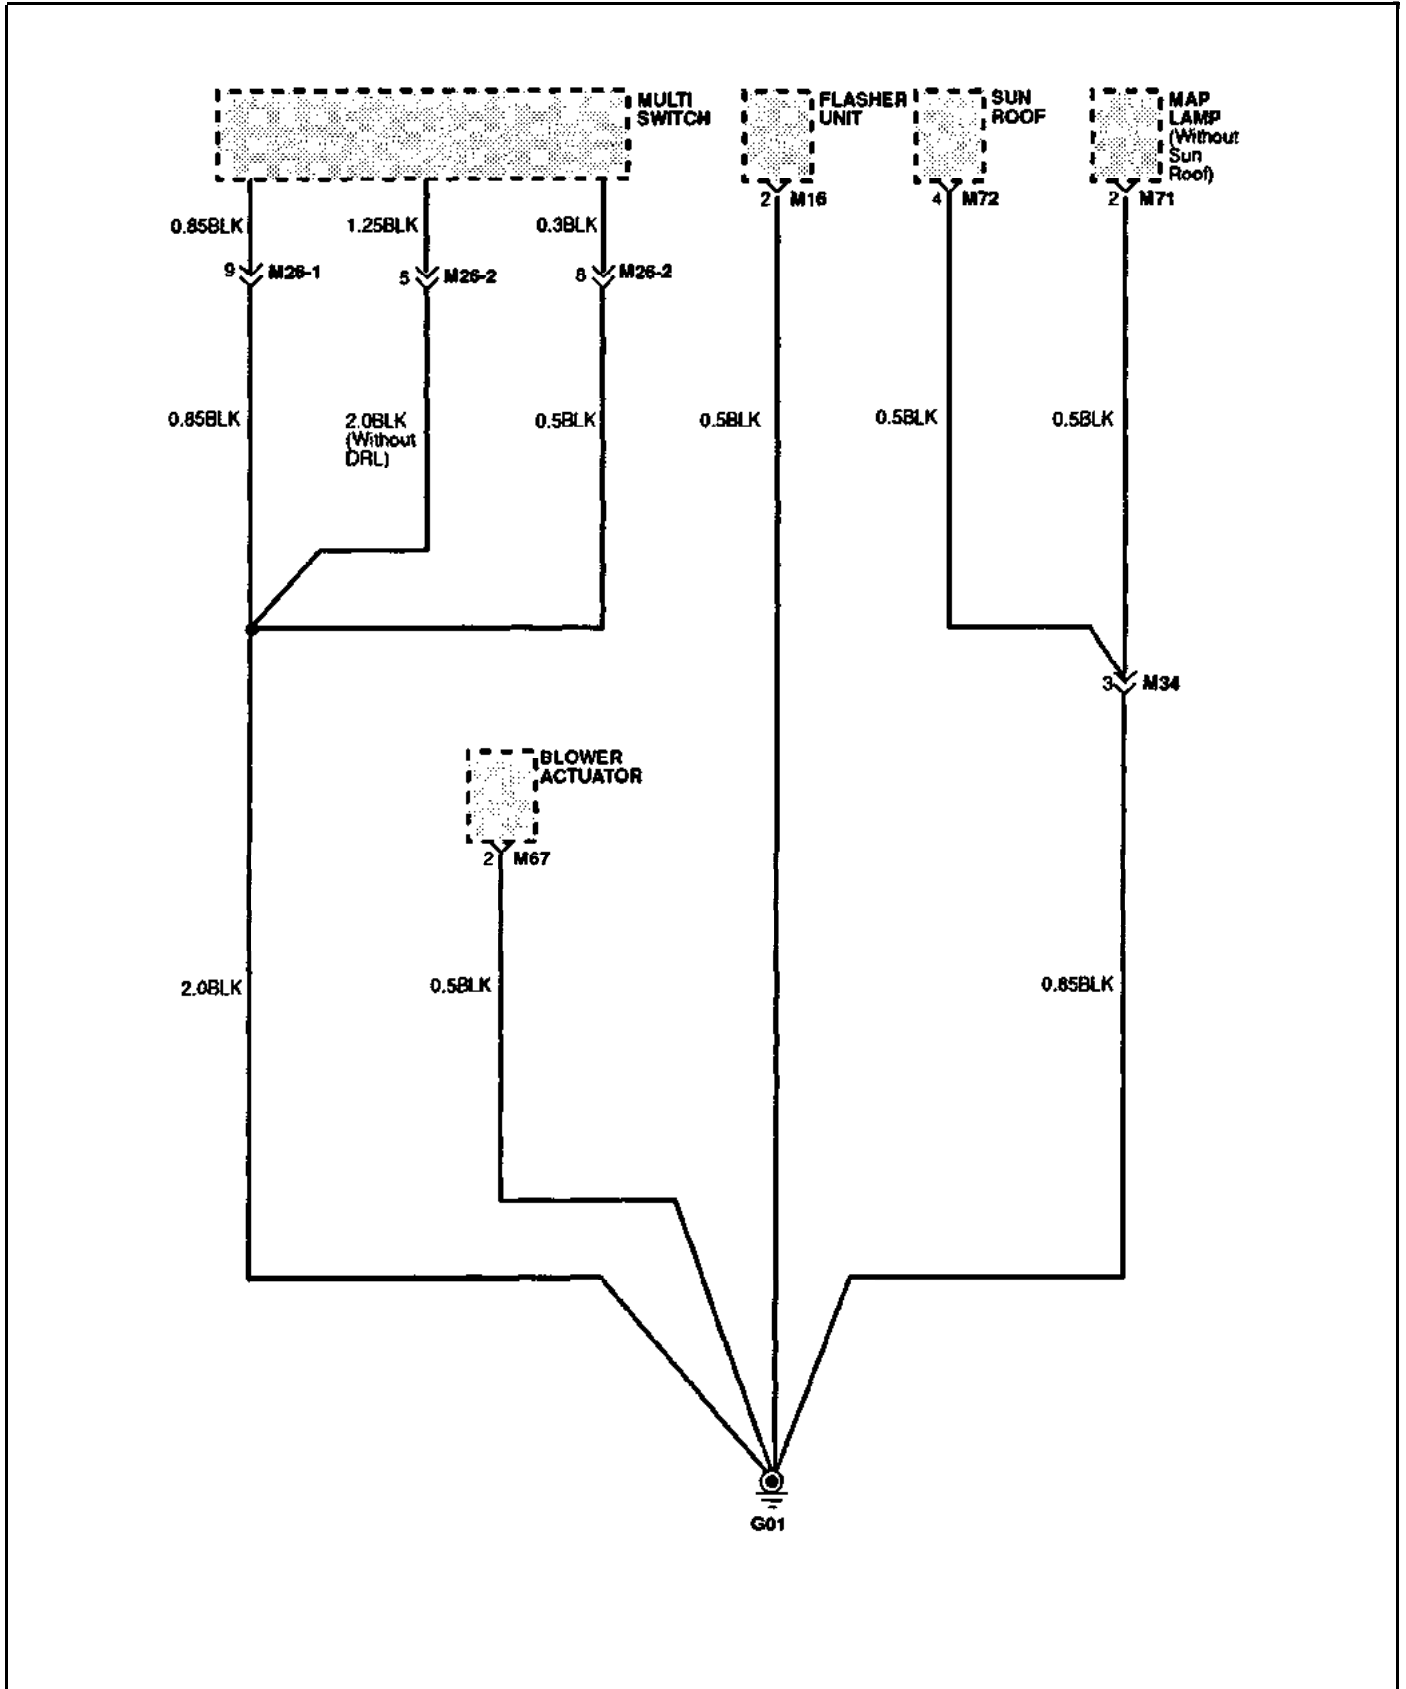 MULTI
SWITCH
FLASHER
UNIT
SUN
ROOF
MAP
LAMP
(Without
Sun
Roof)
2 M16
4 M72
2 M71
0.85BLK
1.25BLK
0.3BLK
9 M26-1
5 M26-2
8 M26-2
0.85BLK
2.0BLK
(Without
DRL)
0.5BLK
0.5BLK
0.5BLK
0.5BLK
3 M34
BLOWER
ACTUATOR
2 M67
2.0BLK
0.5BLK
0.85BLK
G01